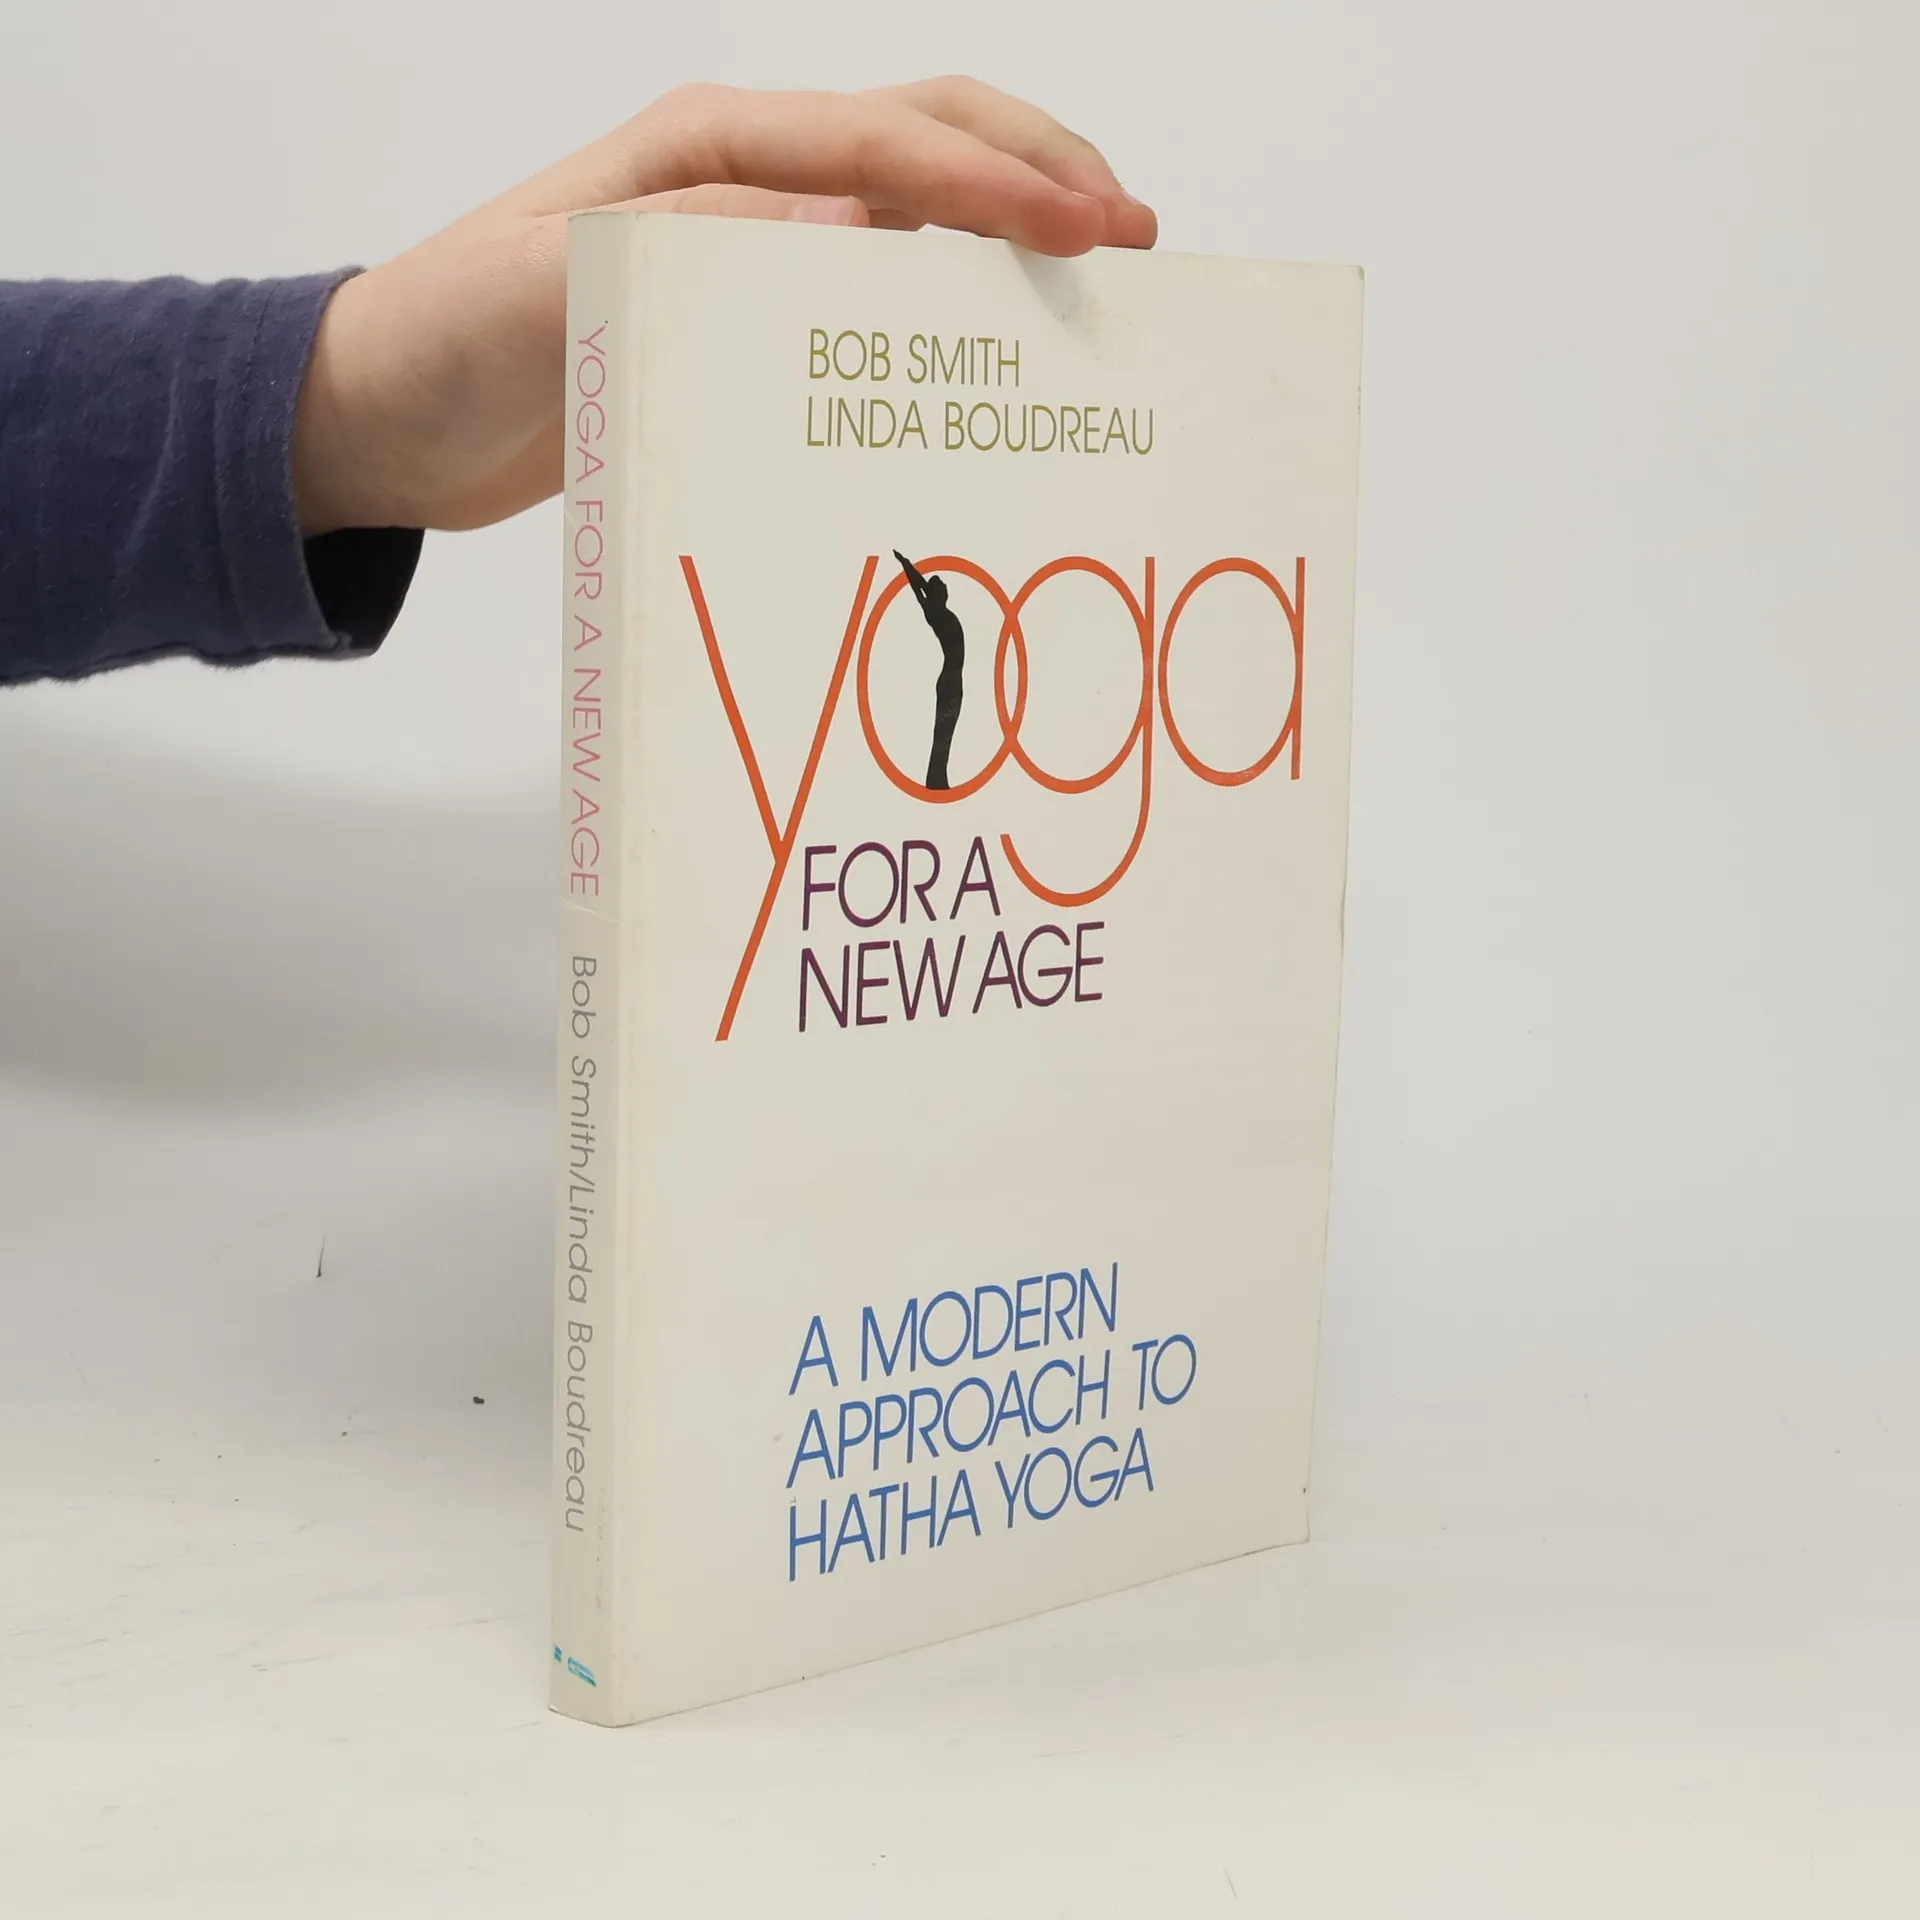 YOGA FOR A NEW AGE Bob Smith/Linda Boudreau
BOB SMITH
LINDA BOUDREAU
yoga
FOR A
NEW AGE
A MODERN
APPROACH TO
HATHA YOGA